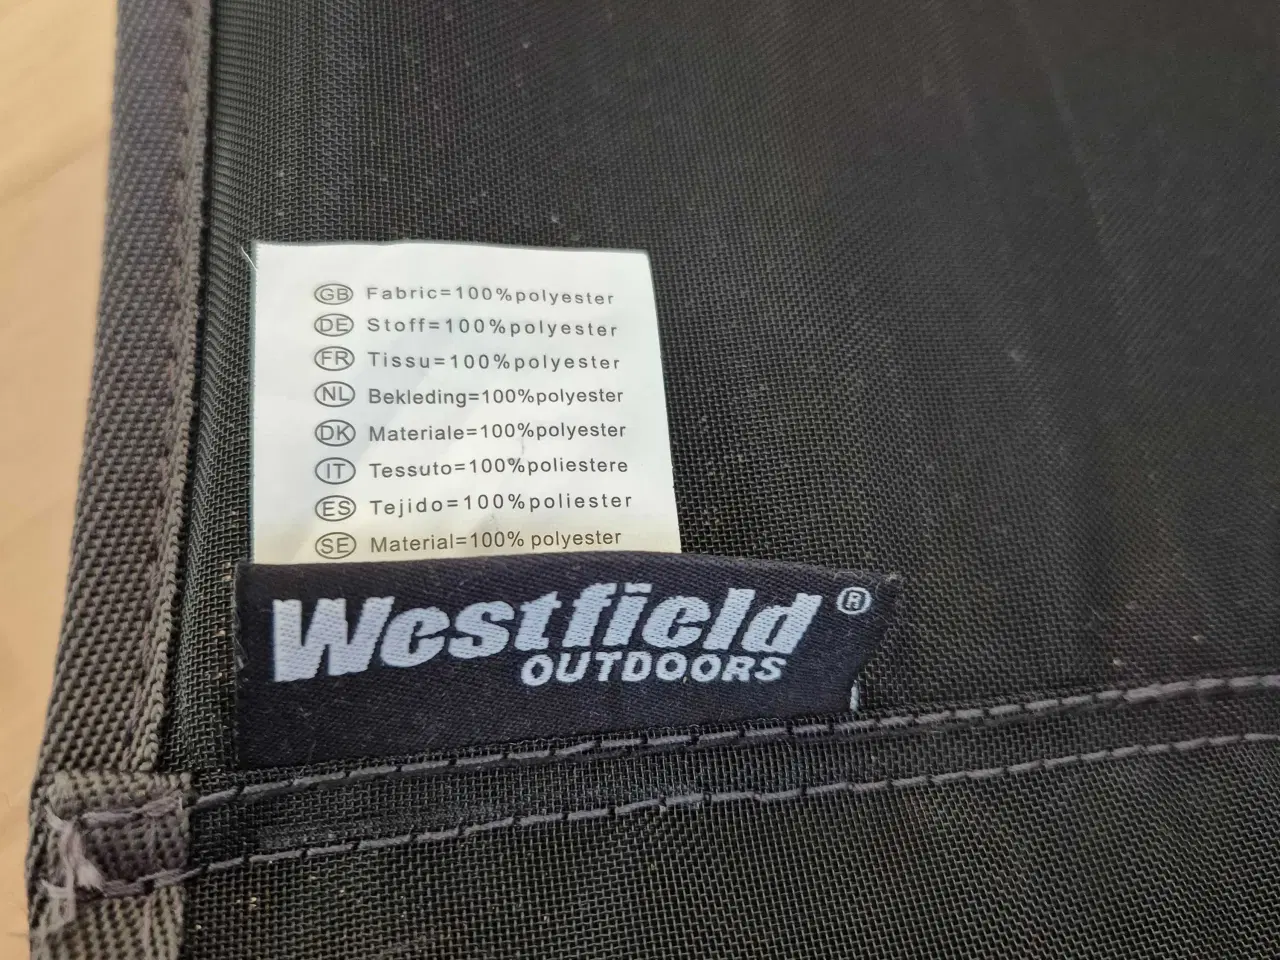 GB Fabric=100%polyester
DE Stoff=100%polyester
FR Tissu=100%polyester
NL Bekleding=100%polyester
DK Materiale=100%polyester
IT Tessuto=100%poliestere
ES Tejido=100%poliester
SE Material=100% polyester
Westfield ®
OUTDOORS